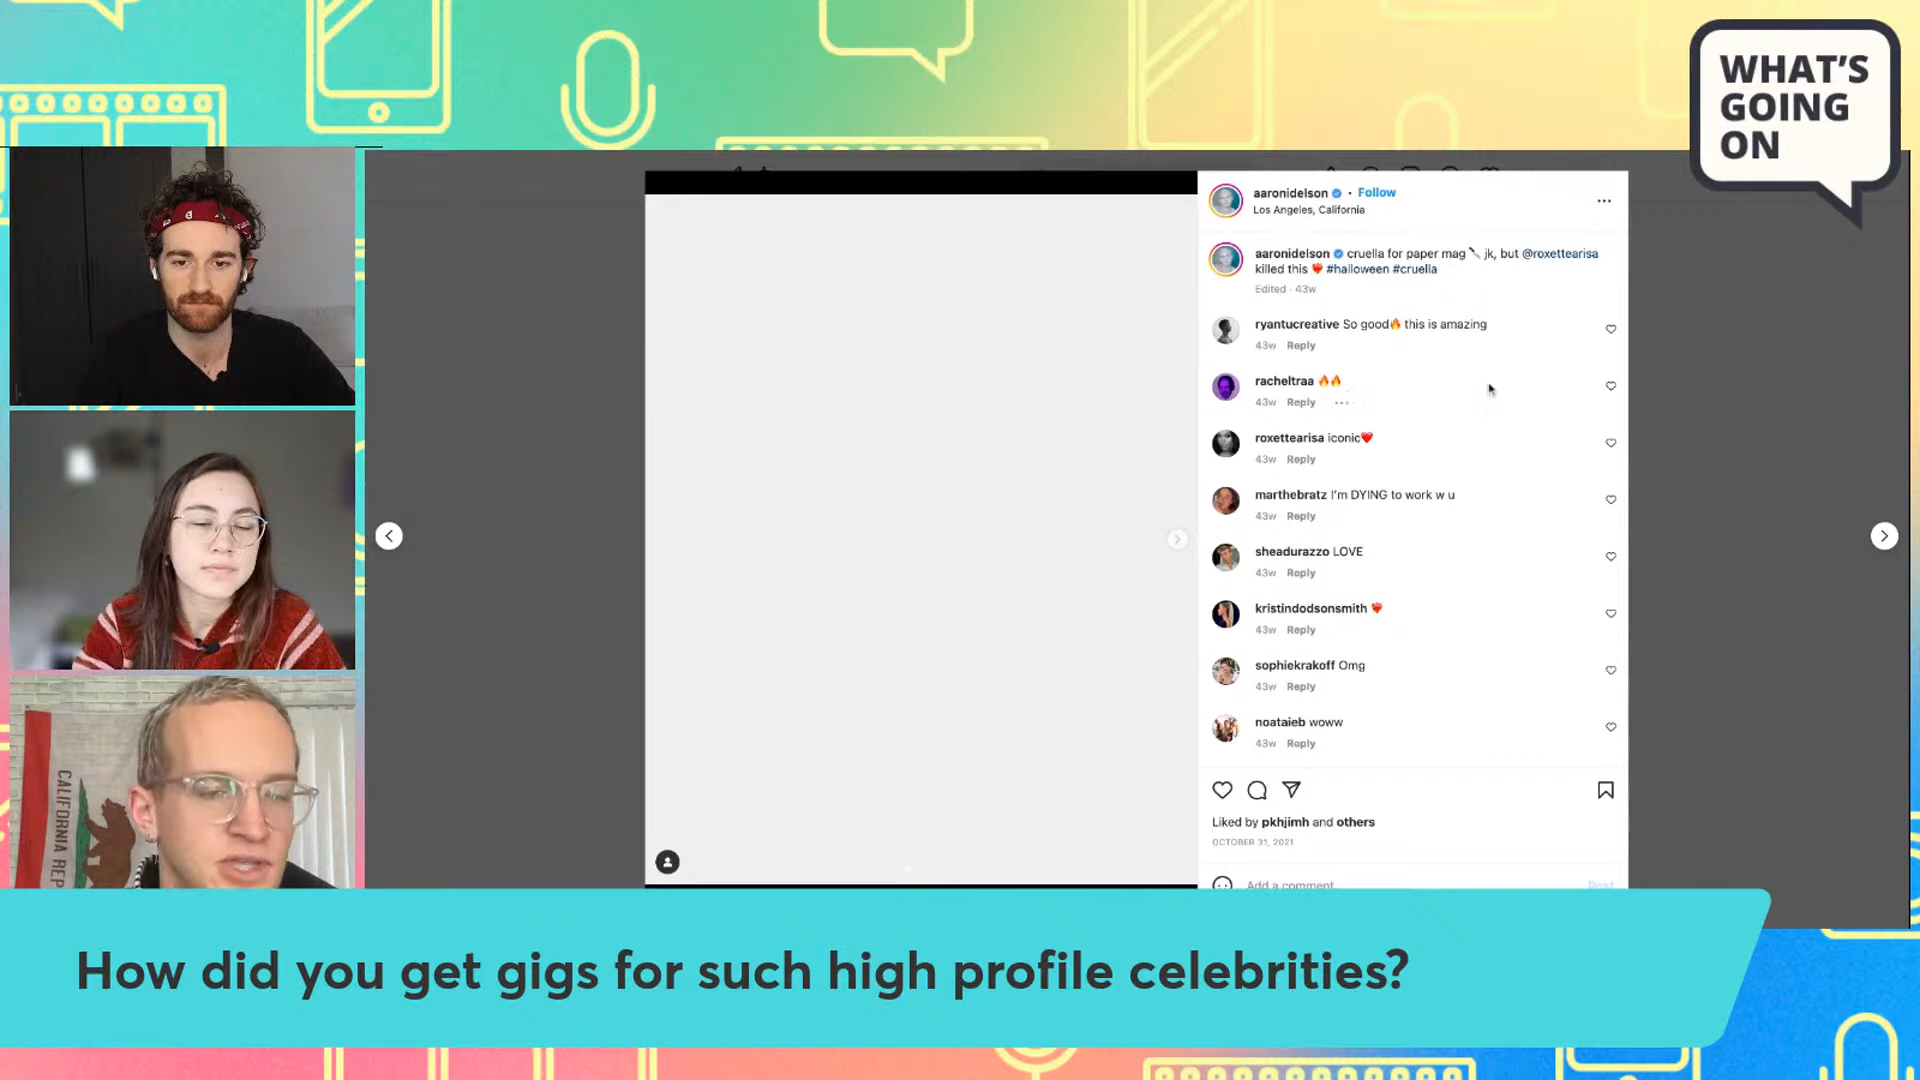 WHAT'S
GOING
ON
aaronidelson • Follow
Los Angeles, California
aaronidelson cruella for paper mag 🔪 jk, but @roxettearisa
killed this ❤️‍🔥 #halloween #cruella
Edited · 43w
ryantucreative So good🔥 this is amazing
43w Reply
racheltraa 🔥🔥
43w Reply
roxettearisa iconic❤️
43w Reply
marthebratz I'm DYING to work w u
43w Reply
sheadurazzo LOVE
43w Reply
kristindodsonsmith ❤️‍🔥
43w Reply
sophiekrakoff Omg
43w Reply
noataieb woww
43w Reply
Liked by pkhjimh and others
OCTOBER 31, 2021
Add a comment
Post
CALIFORNIA REP
How did you get gigs for such high profile celebrities?